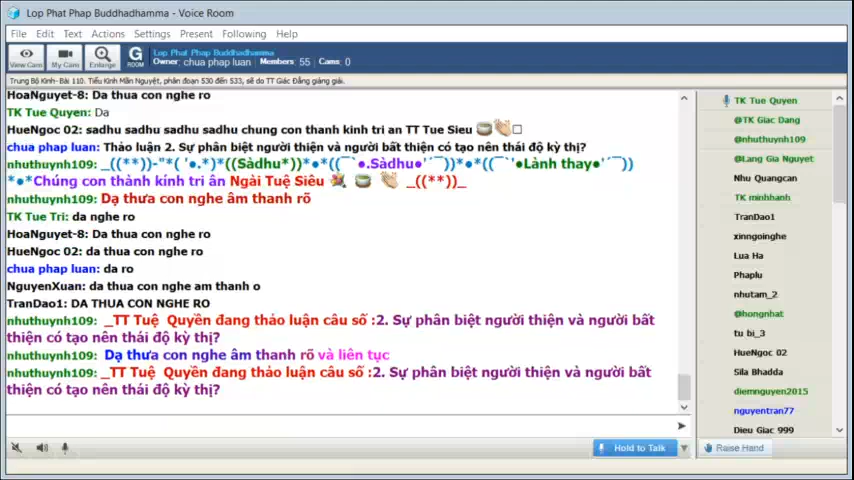 Lop Phat Phap Buddhadhamma - Voice Room
File Edit Text Actions Settings Present Following Help
View Cam My Cam Enlarge G ROOM
Lop Phat Phap Buddhadhamma
Owner: chua phap luan: Members: 55 Cams: 0
Trung Bộ Kinh- Bài 110. Tiểu Kinh Mãn Nguyệt, phân đoạn 530 đến 533, sẽ do TT Giác Đẳng giảng giải.
HoaNguyet-8: Da thua con nghe ro
TK Tue Quyen: Da
HueNgoc 02: sadhu sadhu sadhu sadhu chung con thanh kinh tri an TT Tue Sieu
chua phap luan: Thảo luận 2. Sự phân biệt người thiện và người bất thiện có tạo nên thái độ kỳ thị?
nhuthuynh109: _((**))-"*( '●.*)*((Sàdhu*))*●*((¯`●.Sàdhu●'´¯))*●*((¯`'●Lành thay●'´¯))
*●*Chúng con thành kính tri ân Ngài Tuệ Siêu _((**))_
nhuthuynh109: Dạ thưa con nghe âm thanh rõ
TK Tue Tri: da nghe ro
HoaNguyet-8: Da thua con nghe ro
HueNgoc 02: da thua con nghe ro
chua phap luan: da ro
NguyenXuan: da thua con nghe am thanh o
TranDao1: DA THUA CON NGHE RO
nhuthuynh109: _TT Tuệ Quyền đang thảo luận câu số :2. Sự phân biệt người thiện và người bất
thiện có tạo nên thái độ kỳ thị?
nhuthuynh109: Dạ thưa con nghe âm thanh rõ và liên tục
nhuthuynh109: _TT Tuệ Quyền đang thảo luận câu số :2. Sự phân biệt người thiện và người bất
thiện có tạo nên thái độ kỳ thị?
Hold to Talk
TK Tue Quyen
@TK Giac Dang
@nhuthuynh109
@Lang Gia Nguyet
Nhu Quangcan
TK minhhanh
TranDao1
xinngoinghe
Lua Ha
Phaplu
nhutam_2
@hongnhat
tu bi_3
HueNgoc 02
Sila Bhadda
diemnguyen2015
nguyentran77
Dieu Giac 999
Raise Hand